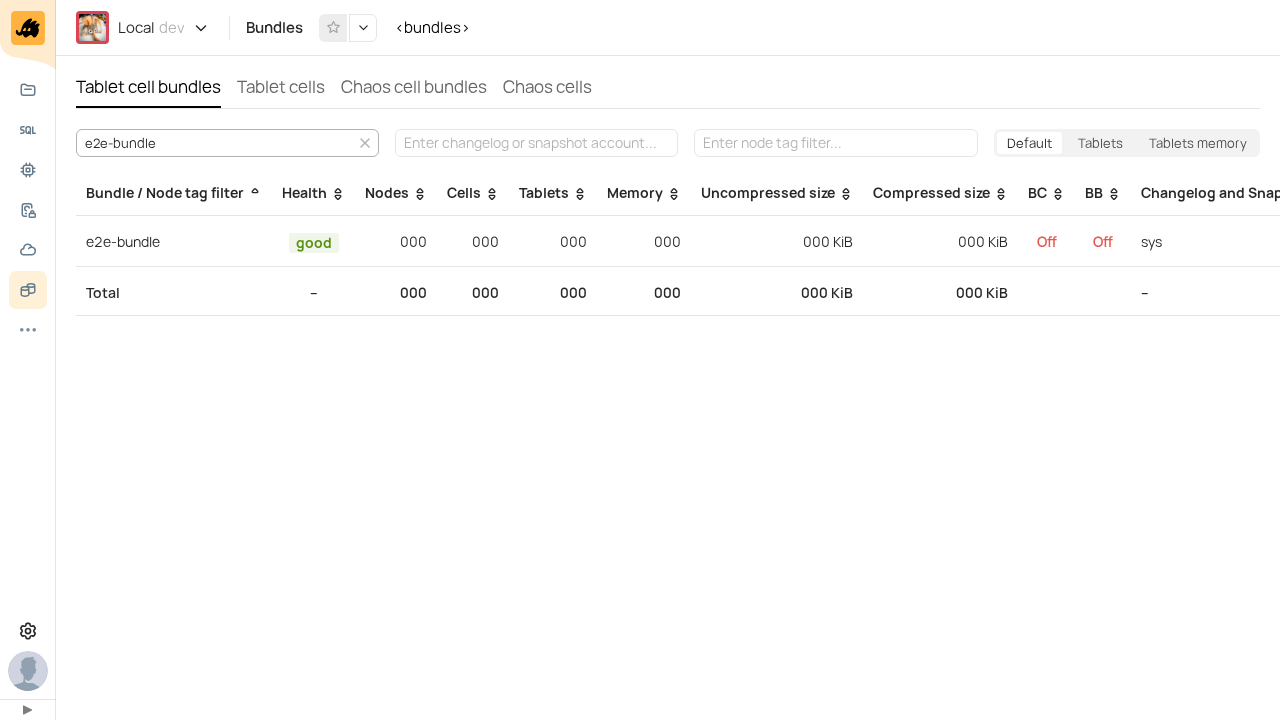 Local dev
Bundles
<bundles>
Tablet cell bundles Tablet cells Chaos cell bundles Chaos cells
e2e-bundle Enter changelog or snapshot account... Enter node tag filter... Default Tablets Tablets memory
Bundle / Node tag filter Health Nodes Cells Tablets Memory Uncompressed size Compressed size BC BB Changelog and Snap
e2e-bundle good 000 000 000 000 000 KiB 000 KiB Off Off sys
Total – 000 000 000 000 000 KiB 000 KiB –
SQL